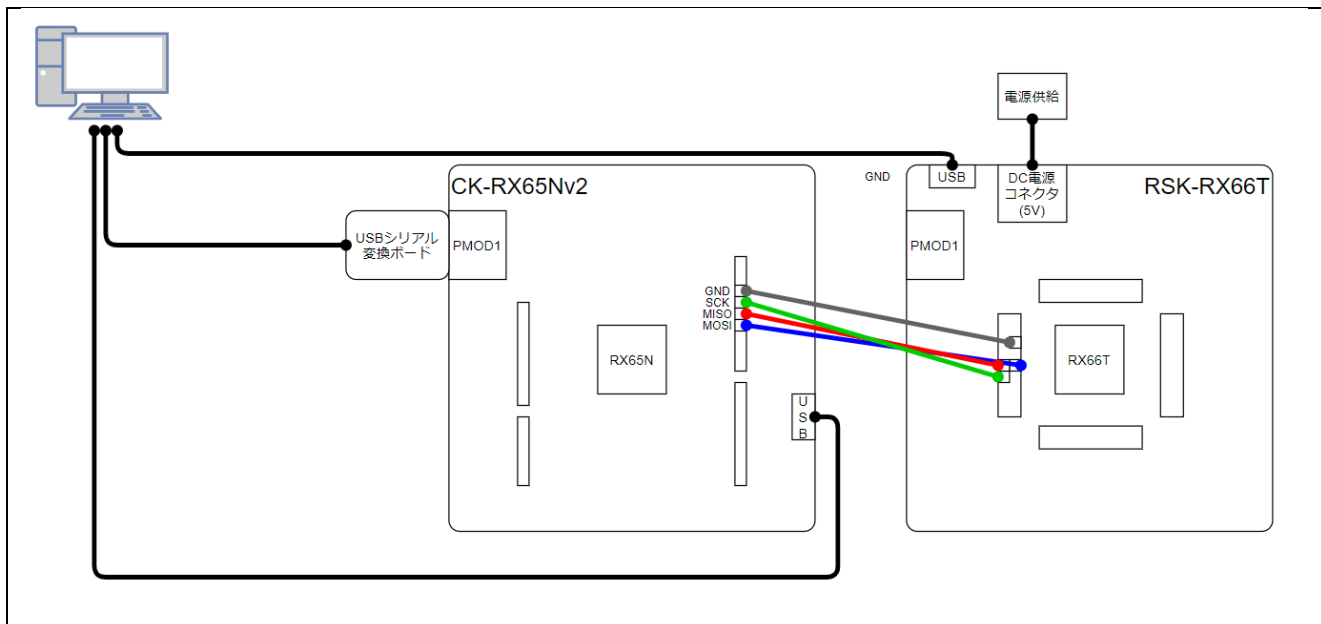 電源供給
CK-RX65Nv2
GND
USB
DC電源
コネクタ
(5V)
RSK-RX66T
USBシリアル
変換ボード
PMOD1
PMOD1
GND
SCK
MISO
MOSI
RX65N
RX66T
U
S
B